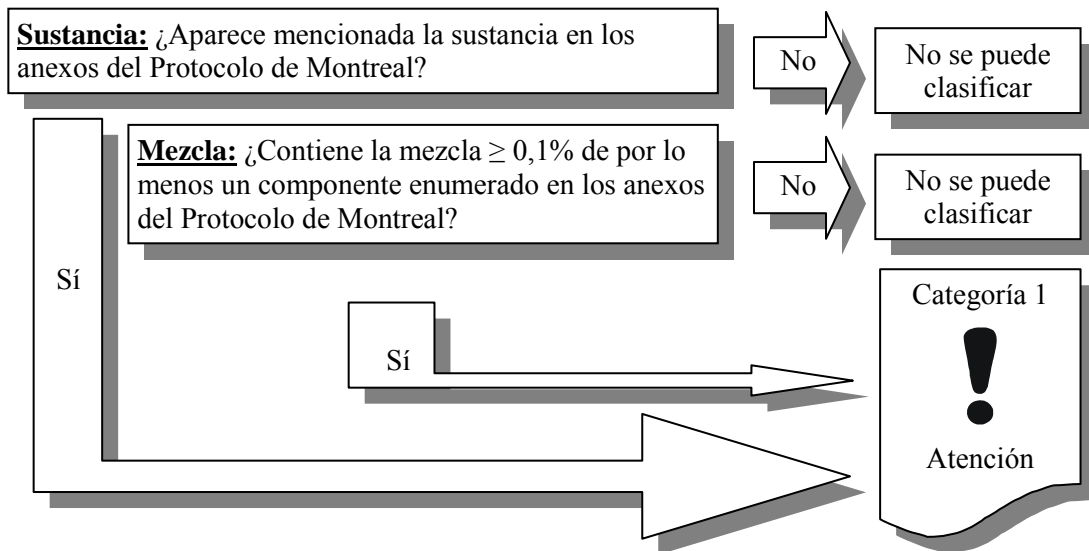 Sustancia: ¿Aparece mencionada la sustancia en los
anexos del Protocolo de Montreal?
No
No se puede
clasificar
Mezcla: ¿Contiene la mezcla ≥ 0,1% de por lo
menos un componente enumerado en los anexos
del Protocolo de Montreal?
No
No se puede
clasificar
Sí
Sí
Categoría 1
!
Atención